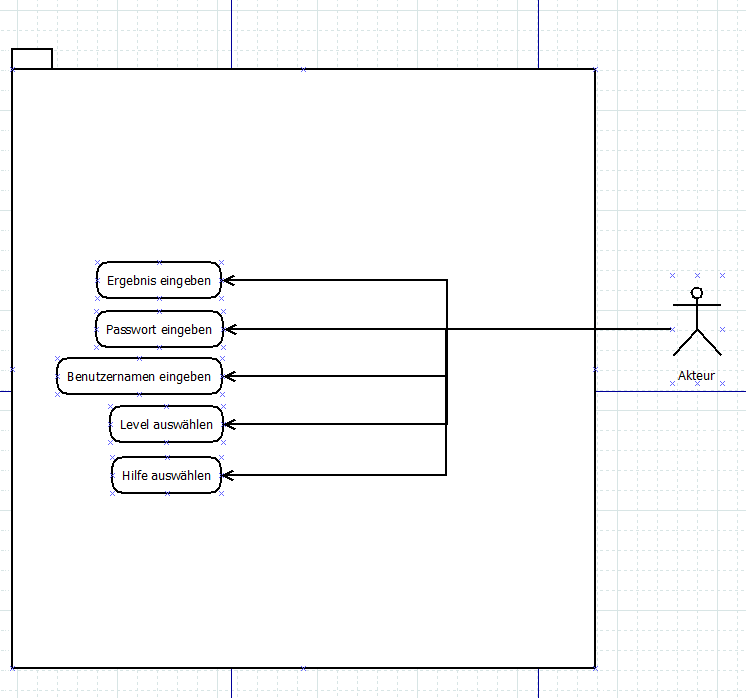 Ergebnis eingeben
Passwort eingeben
Benutzernamen eingeben
Level auswählen
Hilfe auswählen
Akteur